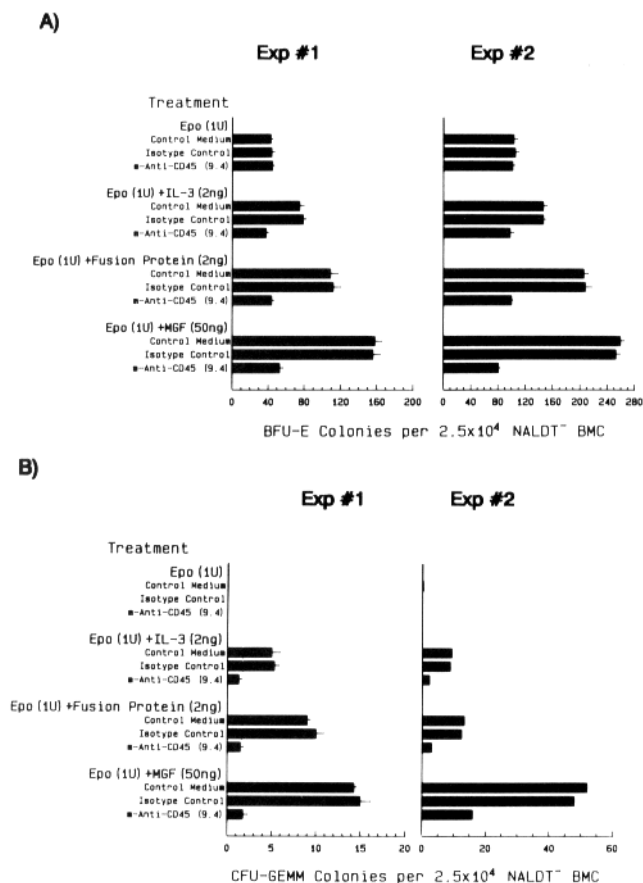 A)
Exp #1 Exp #2
Treatment
Epo (1U)
Control Medium
Isotype Control
m-Anti-CD45 (9.4)
Epo (1U) +IL-3 (2ng)
Control Medium
Isotype Control
m-Anti-CD45 (9.4)
Epo (1U) +Fusion Protein (2ng)
Control Medium
Isotype Control
m-Anti-CD45 (9.4)
Epo (1U) +MGF (50ng)
Control Medium
Isotype Control
m-Anti-CD45 (9.4)
0 40 80 120 160 200 0 40 80 120 160 200 240 280
BFU-E Colonies per 2.5x10⁴ NALDT⁻ BMC
B)
Exp #1 Exp #2
Treatment
Epo (1U)
Control Medium
Isotype Control
m-Anti-CD45 (9.4)
Epo (1U) +IL-3 (2ng)
Control Medium
Isotype Control
m-Anti-CD45 (9.4)
Epo (1U) +Fusion Protein (2ng)
Control Medium
Isotype Control
m-Anti-CD45 (9.4)
Epo (1U) +MGF (50ng)
Control Medium
Isotype Control
m-Anti-CD45 (9.4)
0 5 10 15 20 0 20 40 60
CFU-GEMM Colonies per 2.5x10⁴ NALDT⁻ BMC